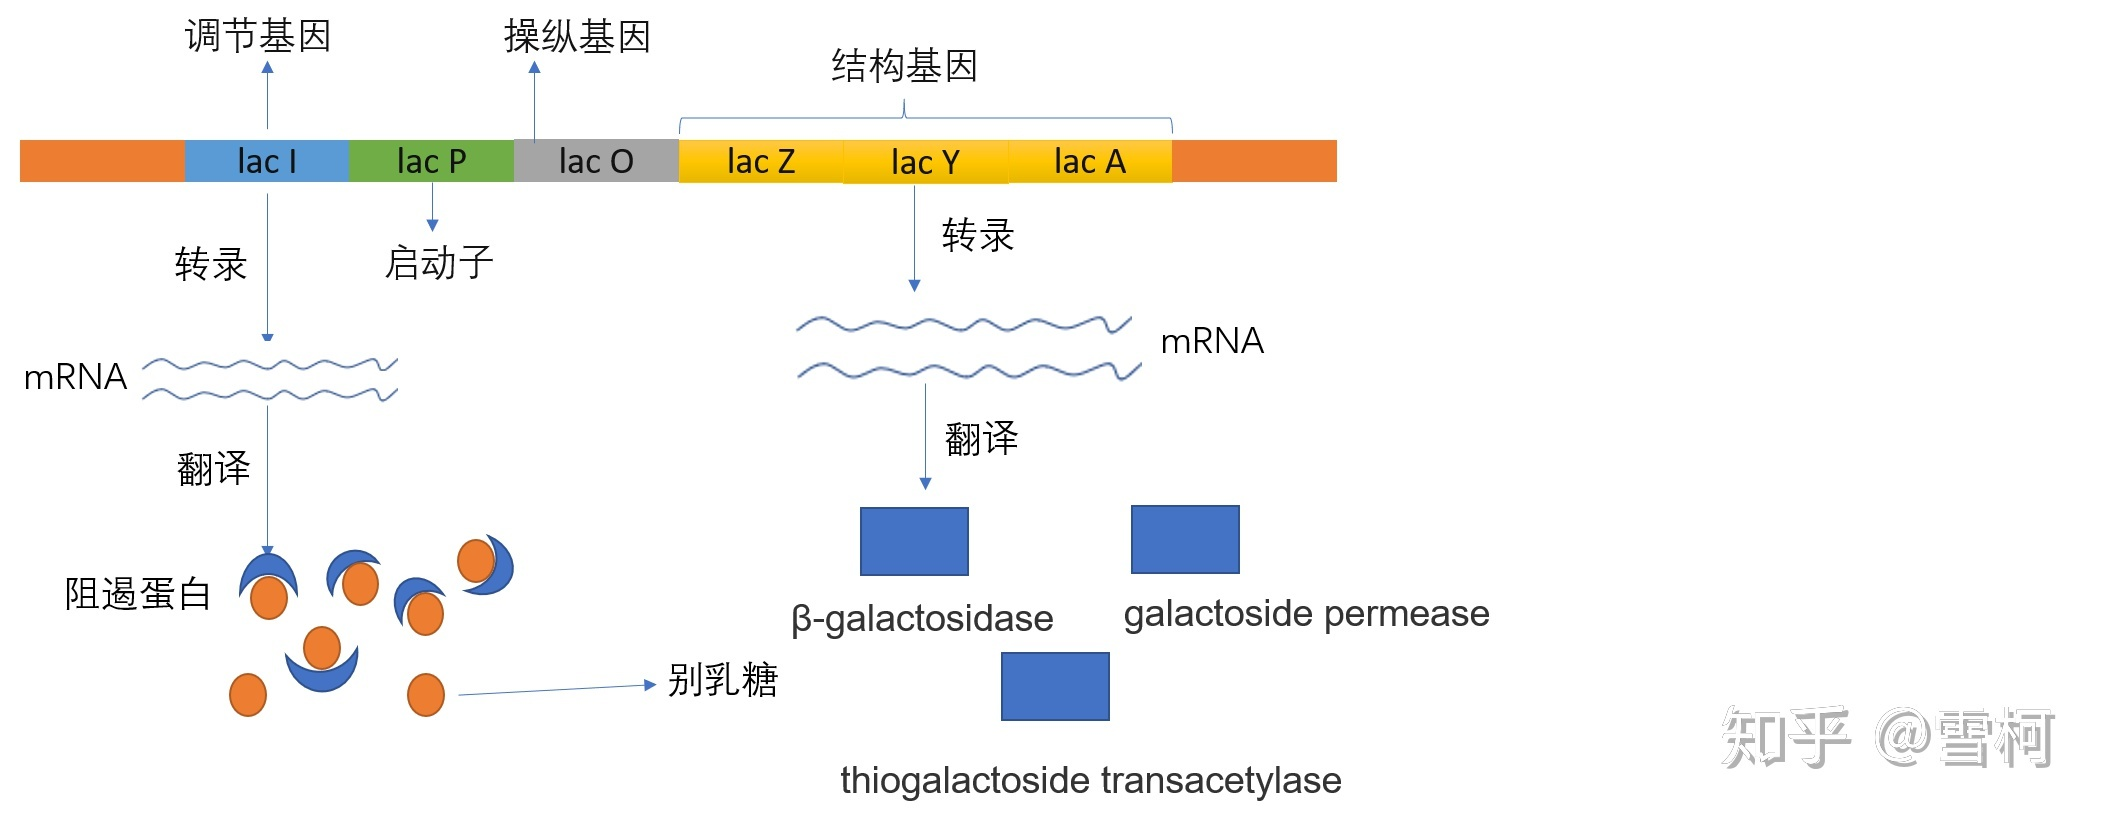 调节基因
操纵基因
结构基因
lac I
lac P
lac O
lac Z
lac Y
lac A
转录
启动子
转录
mRNA
mRNA
翻译
翻译
阻遏蛋白
别乳糖
β-galactosidase
galactoside permease
thiogalactoside transacetylase
知乎 @雪柯